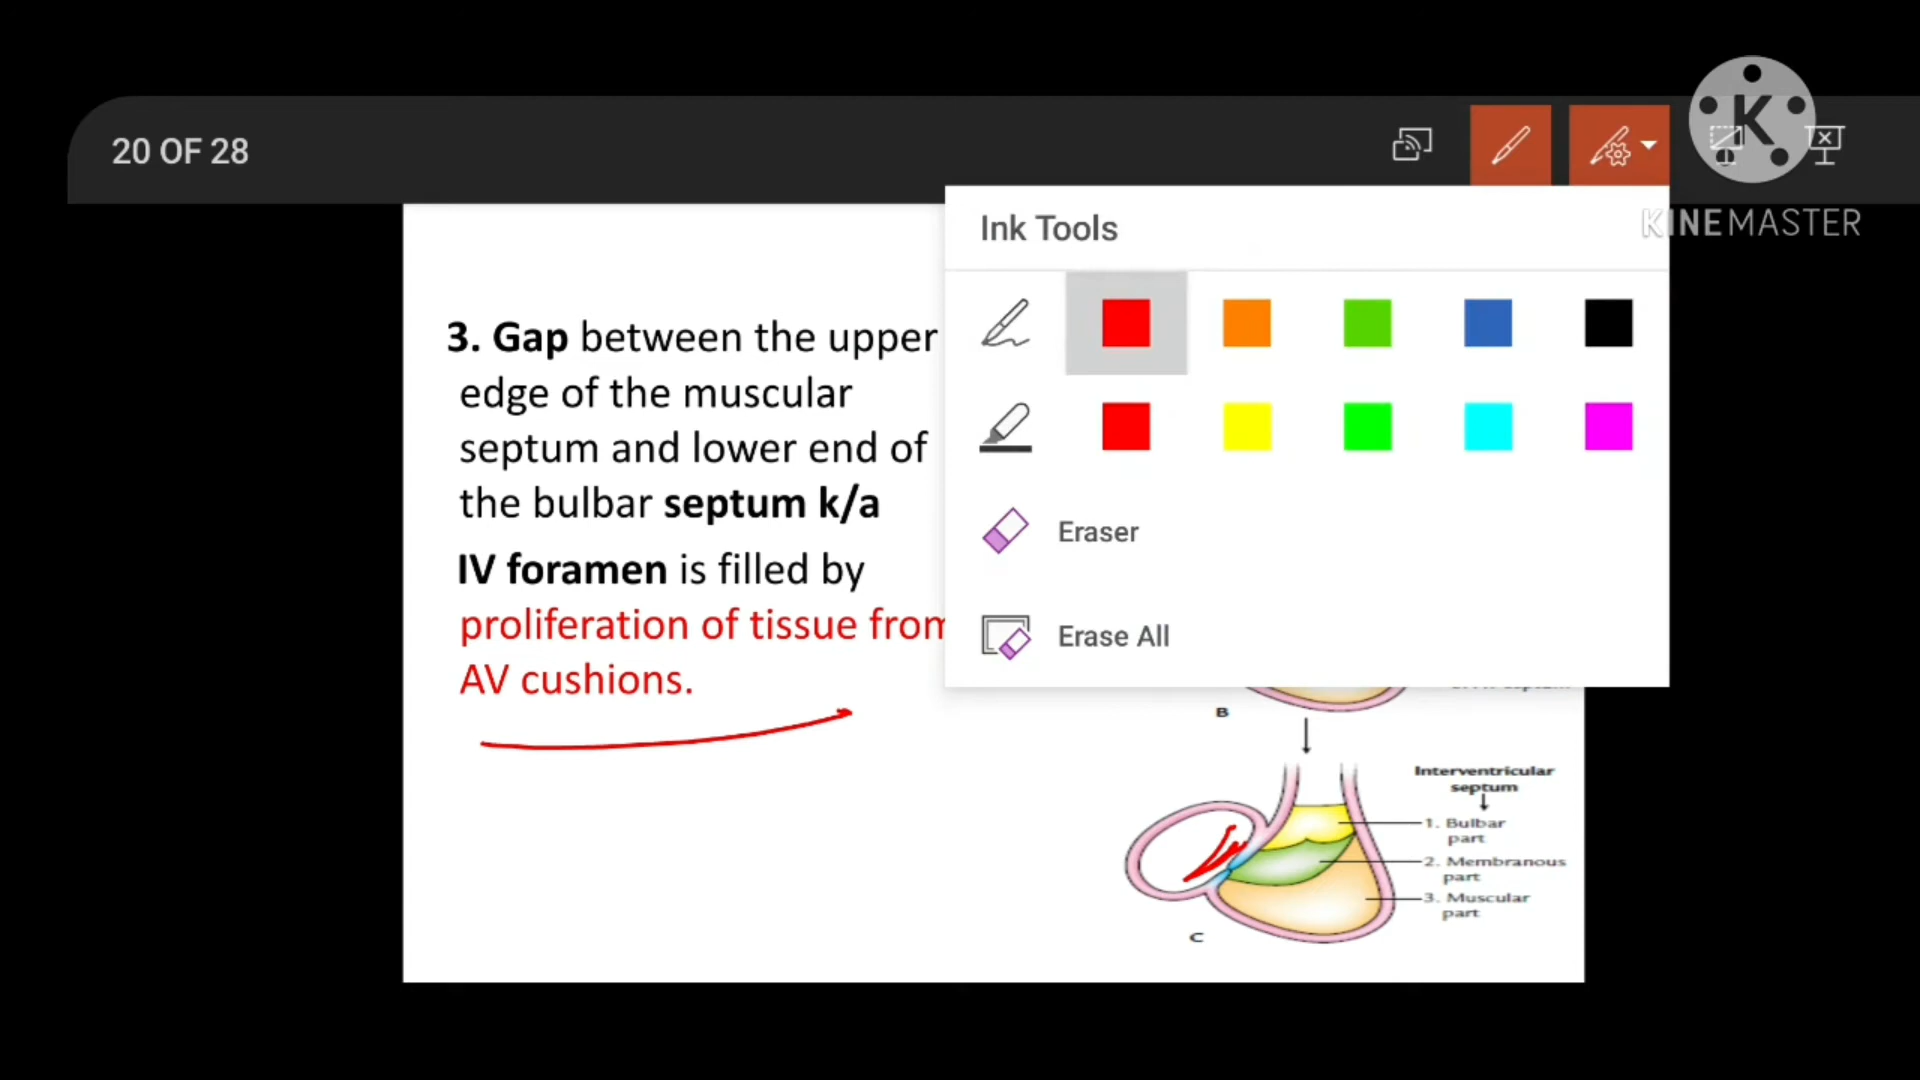 20 OF 28
K
KINEMASTER
Ink Tools
Eraser
Erase All
3. Gap between the upper
edge of the muscular
septum and lower end of
the bulbar septum k/a
IV foramen is filled by
proliferation of tissue from
AV cushions.
B
Interventricular
septum
1. Bulbar
part
2. Membranous
part
3. Muscular
part
C